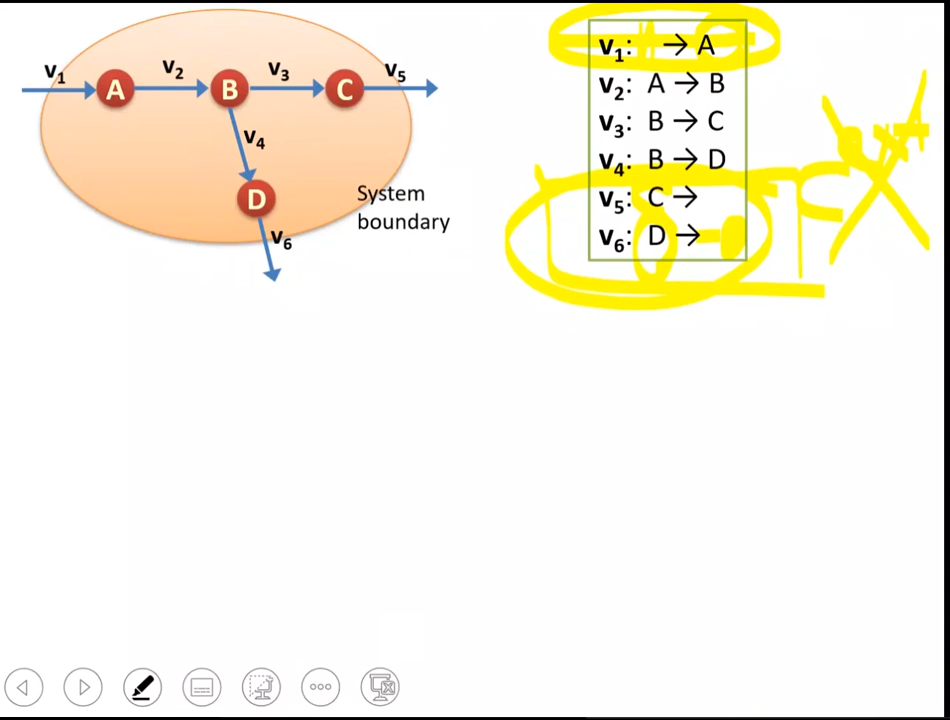 v₁ v₂ v₃ v₅
A B C
v₄
D
v₆
System
boundary
v₁: → A
v₂: A → B
v₃: B → C
v₄: B → D
v₅: C →
v₆: D →